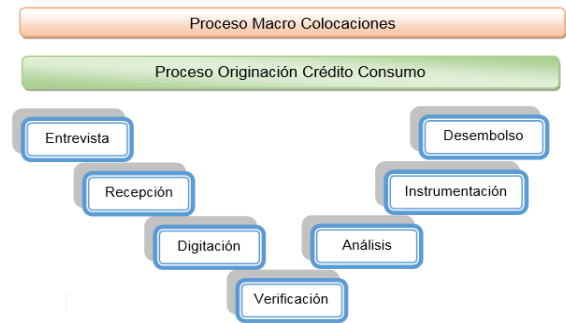 Proceso Macro Colocaciones
Proceso Originación Crédito Consumo
Entrevista
Recepción
Digitación
Verificación
Análisis
Instrumentación
Desembolso